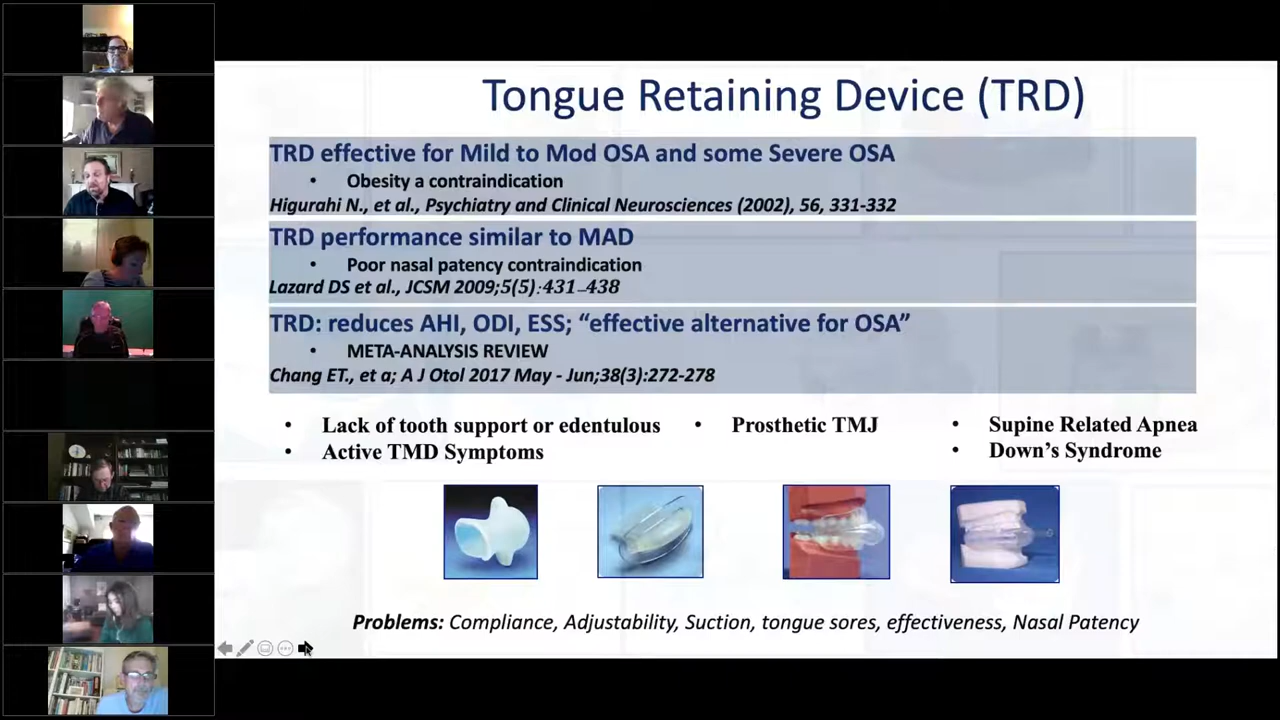 Tongue Retaining Device (TRD)
TRD effective for Mild to Mod OSA and some Severe OSA
• Obesity a contraindication
Higurahi N., et al., Psychiatry and Clinical Neurosciences (2002), 56, 331-332
TRD performance similar to MAD
• Poor nasal patency contraindication
Lazard DS et al., JCSM 2009;5(5):431–438
TRD: reduces AHI, ODI, ESS; “effective alternative for OSA”
• META-ANALYSIS REVIEW
Chang ET., et a; A J Otol 2017 May - Jun;38(3):272-278
• Lack of tooth support or edentulous
• Active TMD Symptoms
• Prosthetic TMJ
• Supine Related Apnea
• Down’s Syndrome
Problems: Compliance, Adjustability, Suction, tongue sores, effectiveness, Nasal Patency